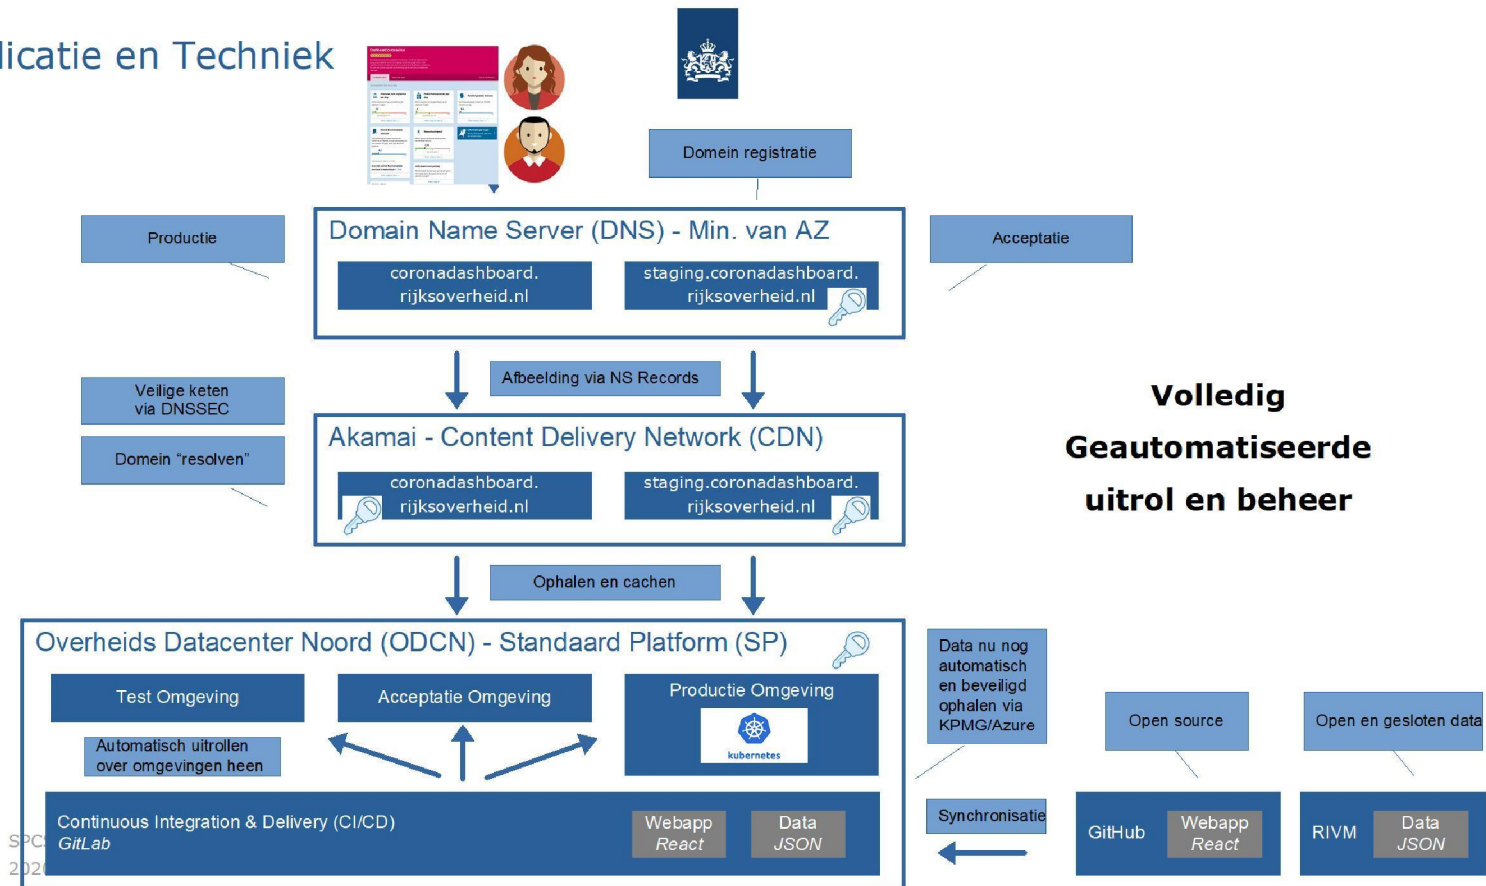 licatie en Techniek
Domein registratie
Productie
Domain Name Server (DNS) - Min. van AZ
Acceptatie
coronadashboard.
rijksoverheid.nl
staging.coronadashboard.
rijksoverheid.nl
Afbeelding via NS Records
Veilige keten
via DNSSEC
Domein "resolven"
Akamai - Content Delivery Network (CDN)
coronadashboard.
rijksoverheid.nl
staging.coronadashboard.
rijksoverheid.nl
Volledig
Geautomatiseerde
uitrol en beheer
Ophalen en cachen
Overheids Datacenter Noord (ODCN) - Standaard Platform (SP)
Test Omgeving
Acceptatie Omgeving
Productie Omgeving
kubernetes
Automatisch uitrollen
over omgevingen heen
Data nu nog
automatisch
en beveiligd
ophalen via
KPMG/Azure
Open source
Open en gesloten data
Continuous Integration & Delivery (CI/CD)
GitLab
Webapp
React
Data
JSON
Synchronisatie
GitHub
Webapp
React
RIVM
Data
JSON